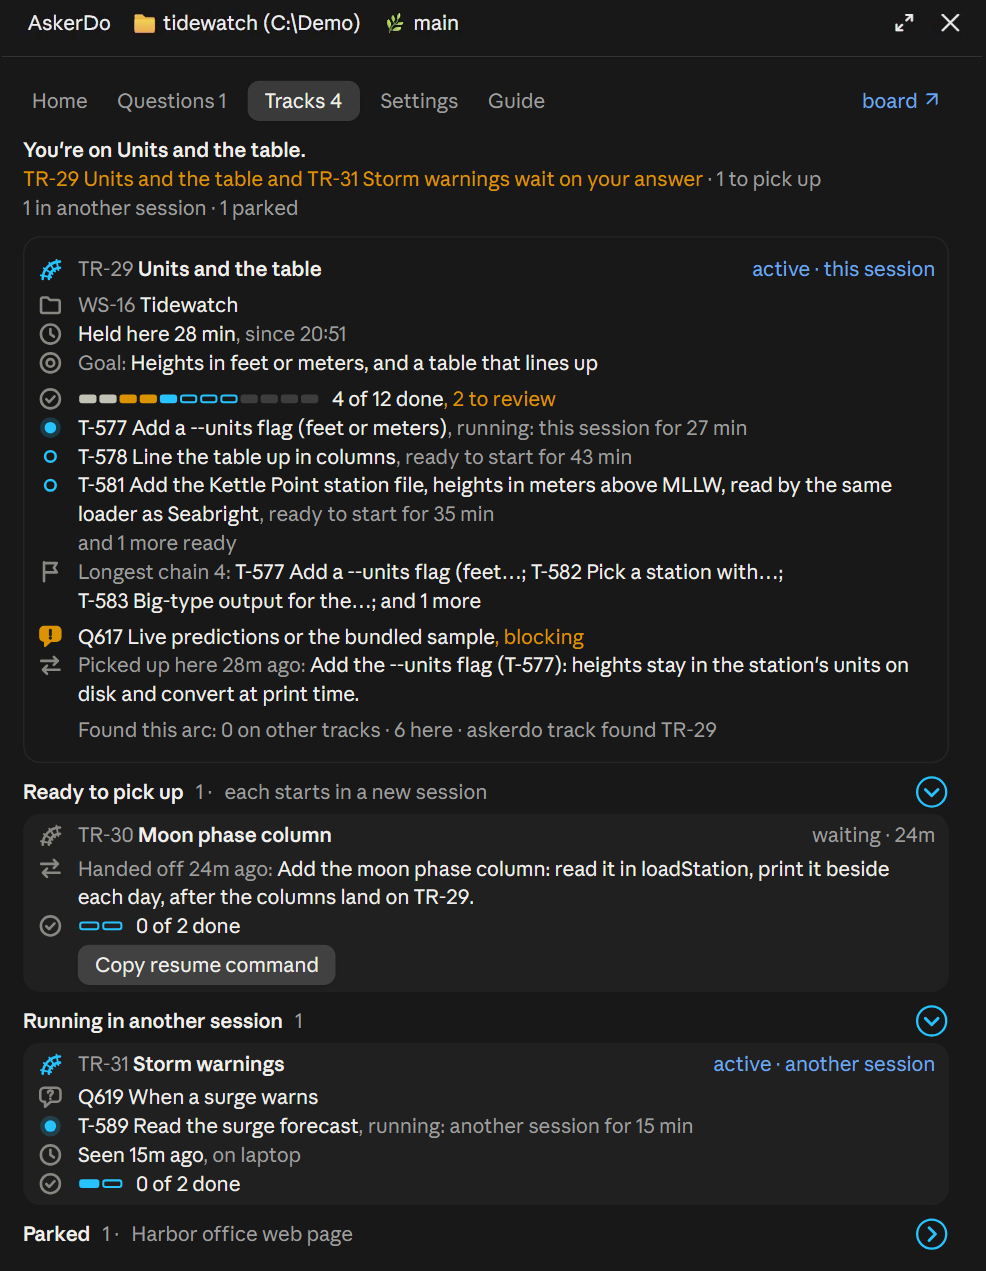 AskerDo tidewatch (C:\Demo) main
Home Questions 1 Tracks 4 Settings Guide board ↗
You're on Units and the table.
TR-29 Units and the table and TR-31 Storm warnings wait on your answer · 1 to pick up
1 in another session · 1 parked
TR-29 Units and the table active · this session
WS-16 Tidewatch
Held here 28 min, since 20:51
Goal: Heights in feet or meters, and a table that lines up
4 of 12 done, 2 to review
T-577 Add a --units flag (feet or meters), running: this session for 27 min
T-578 Line the table up in columns, ready to start for 43 min
T-581 Add the Kettle Point station file, heights in meters above MLLW, read by the same
loader as Seabright, ready to start for 35 min
and 1 more ready
Longest chain 4: T-577 Add a --units flag (feet...; T-582 Pick a station with...;
T-583 Big-type output for the...; and 1 more
Q617 Live predictions or the bundled sample, blocking
Picked up here 28m ago: Add the --units flag (T-577): heights stay in the station's units on
disk and convert at print time.
Found this arc: 0 on other tracks · 6 here · askerdo track found TR-29
Ready to pick up 1 · each starts in a new session
TR-30 Moon phase column waiting · 24m
Handed off 24m ago: Add the moon phase column: read it in loadStation, print it beside
each day, after the columns land on TR-29.
0 of 2 done
Copy resume command
Running in another session 1
TR-31 Storm warnings active · another session
Q619 When a surge warns
T-589 Read the surge forecast, running: another session for 15 min
Seen 15m ago, on laptop
0 of 2 done
Parked 1 · Harbor office web page